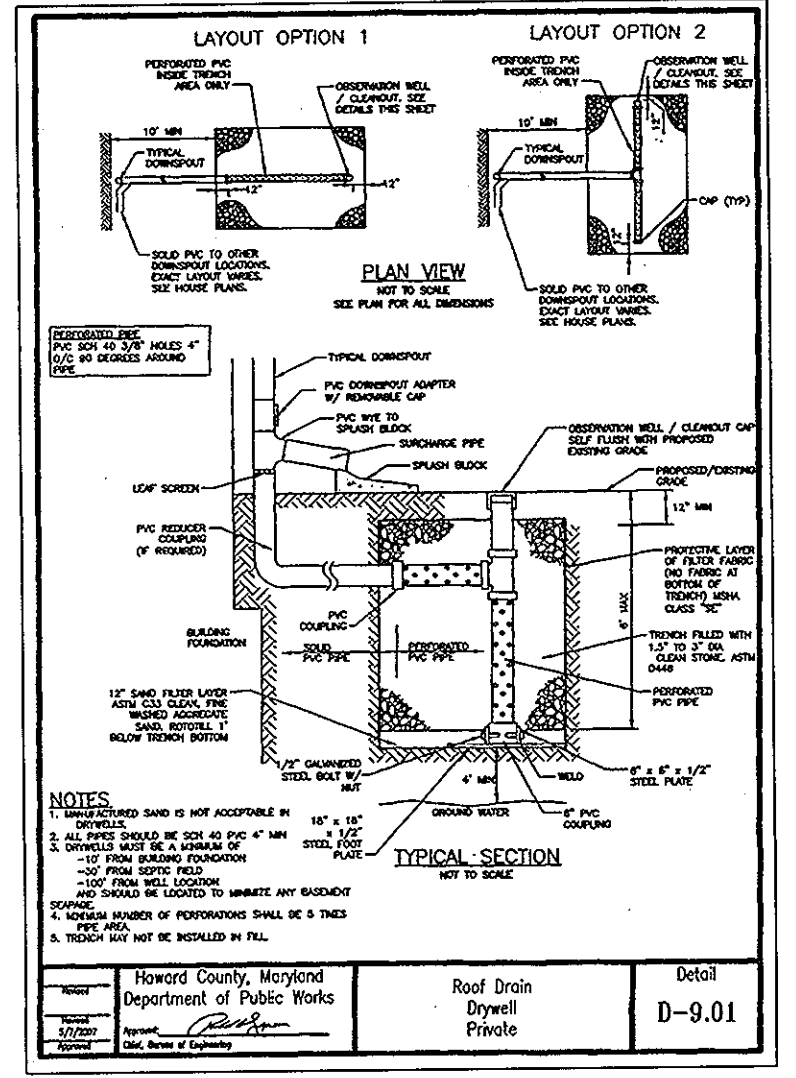 LAYOUT OPTION 1
PERFORATED PVC
INSIDE TRENCH
AREA ONLY
OBSERVATION WELL
/ CLEANOUT. SEE
DETAILS THIS SHEET
10' MIN
TYPICAL
DOWNSPOUT
12"
12"
SOLID PVC TO OTHER
DOWNSPOUT LOCATIONS.
EXACT LAYOUT VARIES.
SEE HOUSE PLANS.
LAYOUT OPTION 2
PERFORATED PVC
INSIDE TRENCH
AREA ONLY
OBSERVATION WELL
/ CLEANOUT. SEE
DETAILS THIS SHEET
10' MIN
12"
TYPICAL
DOWNSPOUT
CAP (TYP)
12"
SOLID PVC TO OTHER
DOWNSPOUT LOCATIONS.
EXACT LAYOUT VARIES.
SEE HOUSE PLANS.
PLAN VIEW
NOT TO SCALE
SEE PLAN FOR ALL DIMENSIONS
PERFORATED PIPE
PVC SCH 40 3/8" HOLES 4"
O/C 90 DEGREES AROUND
PIPE
TYPICAL DOWNSPOUT
PVC DOWNSPOUT ADAPTER
W/ REMOVABLE CAP
PVC WYE TO
SPLASH BLOCK
SURCHARGE PIPE
SPLASH BLOCK
LEAF SCREEN
PVC REDUCER
COUPLING
(IF REQUIRED)
OBSERVATION WELL / CLEANOUT CAP
SELF FLUSH WITH PROPOSED
EXISTING GRADE
PROPOSED/EXISTING
GRADE
12" MIN
6' MAX
PROTECTIVE LAYER
OF FILTER FABRIC
(NO FABRIC AT
BOTTOM OF
TRENCH) MSHA
CLASS "SE"
PVC
COUPLING
BUILDING
FOUNDATION
SOLID
PVC PIPE
PERFORATED
PVC PIPE
TRENCH FILLED WITH
1.5" TO 3" DIA
CLEAN STONE, ASTM
D448
PERFORATED
PVC PIPE
12" SAND FILTER LAYER
ASTM C33 CLEAN, FINE
WASHED AGGREGATE
SAND. ROTOTILL 1'
BELOW TRENCH BOTTOM
1/2" GALVANIZED
STEEL BOLT W/
NUT
4' MIN
WELD
6" x 6" x 1/2"
STEEL PLATE
GROUND WATER
6" PVC
COUPLING
18" x 18"
x 1/2"
STEEL FOOT
PLATE
TYPICAL SECTION
NOT TO SCALE
NOTES
1. MANUFACTURED SAND IS NOT ACCEPTABLE IN
DRYWELLS.
2. ALL PIPES SHOULD BE SCH 40 PVC 4" MIN
3. DRYWELLS MUST BE A MINIMUM OF
-10' FROM BUILDING FOUNDATION
-30' FROM SEPTIC FIELD
-100' FROM WELL LOCATION
AND SHOULD BE LOCATED TO MINIMIZE ANY BASEMENT
SEAPAGE.
4. MINIMUM NUMBER OF PERFORATIONS SHALL BE 5 TIMES
PIPE AREA.
5. TRENCH MAY NOT BE INSTALLED IN FILL.
Revised
Revised
5/7/2007
Approved
Howard County, Maryland
Department of Public Works
Approved:
Chief, Bureau of Engineering
Roof Drain
Drywell
Private
Detail
D-9.01